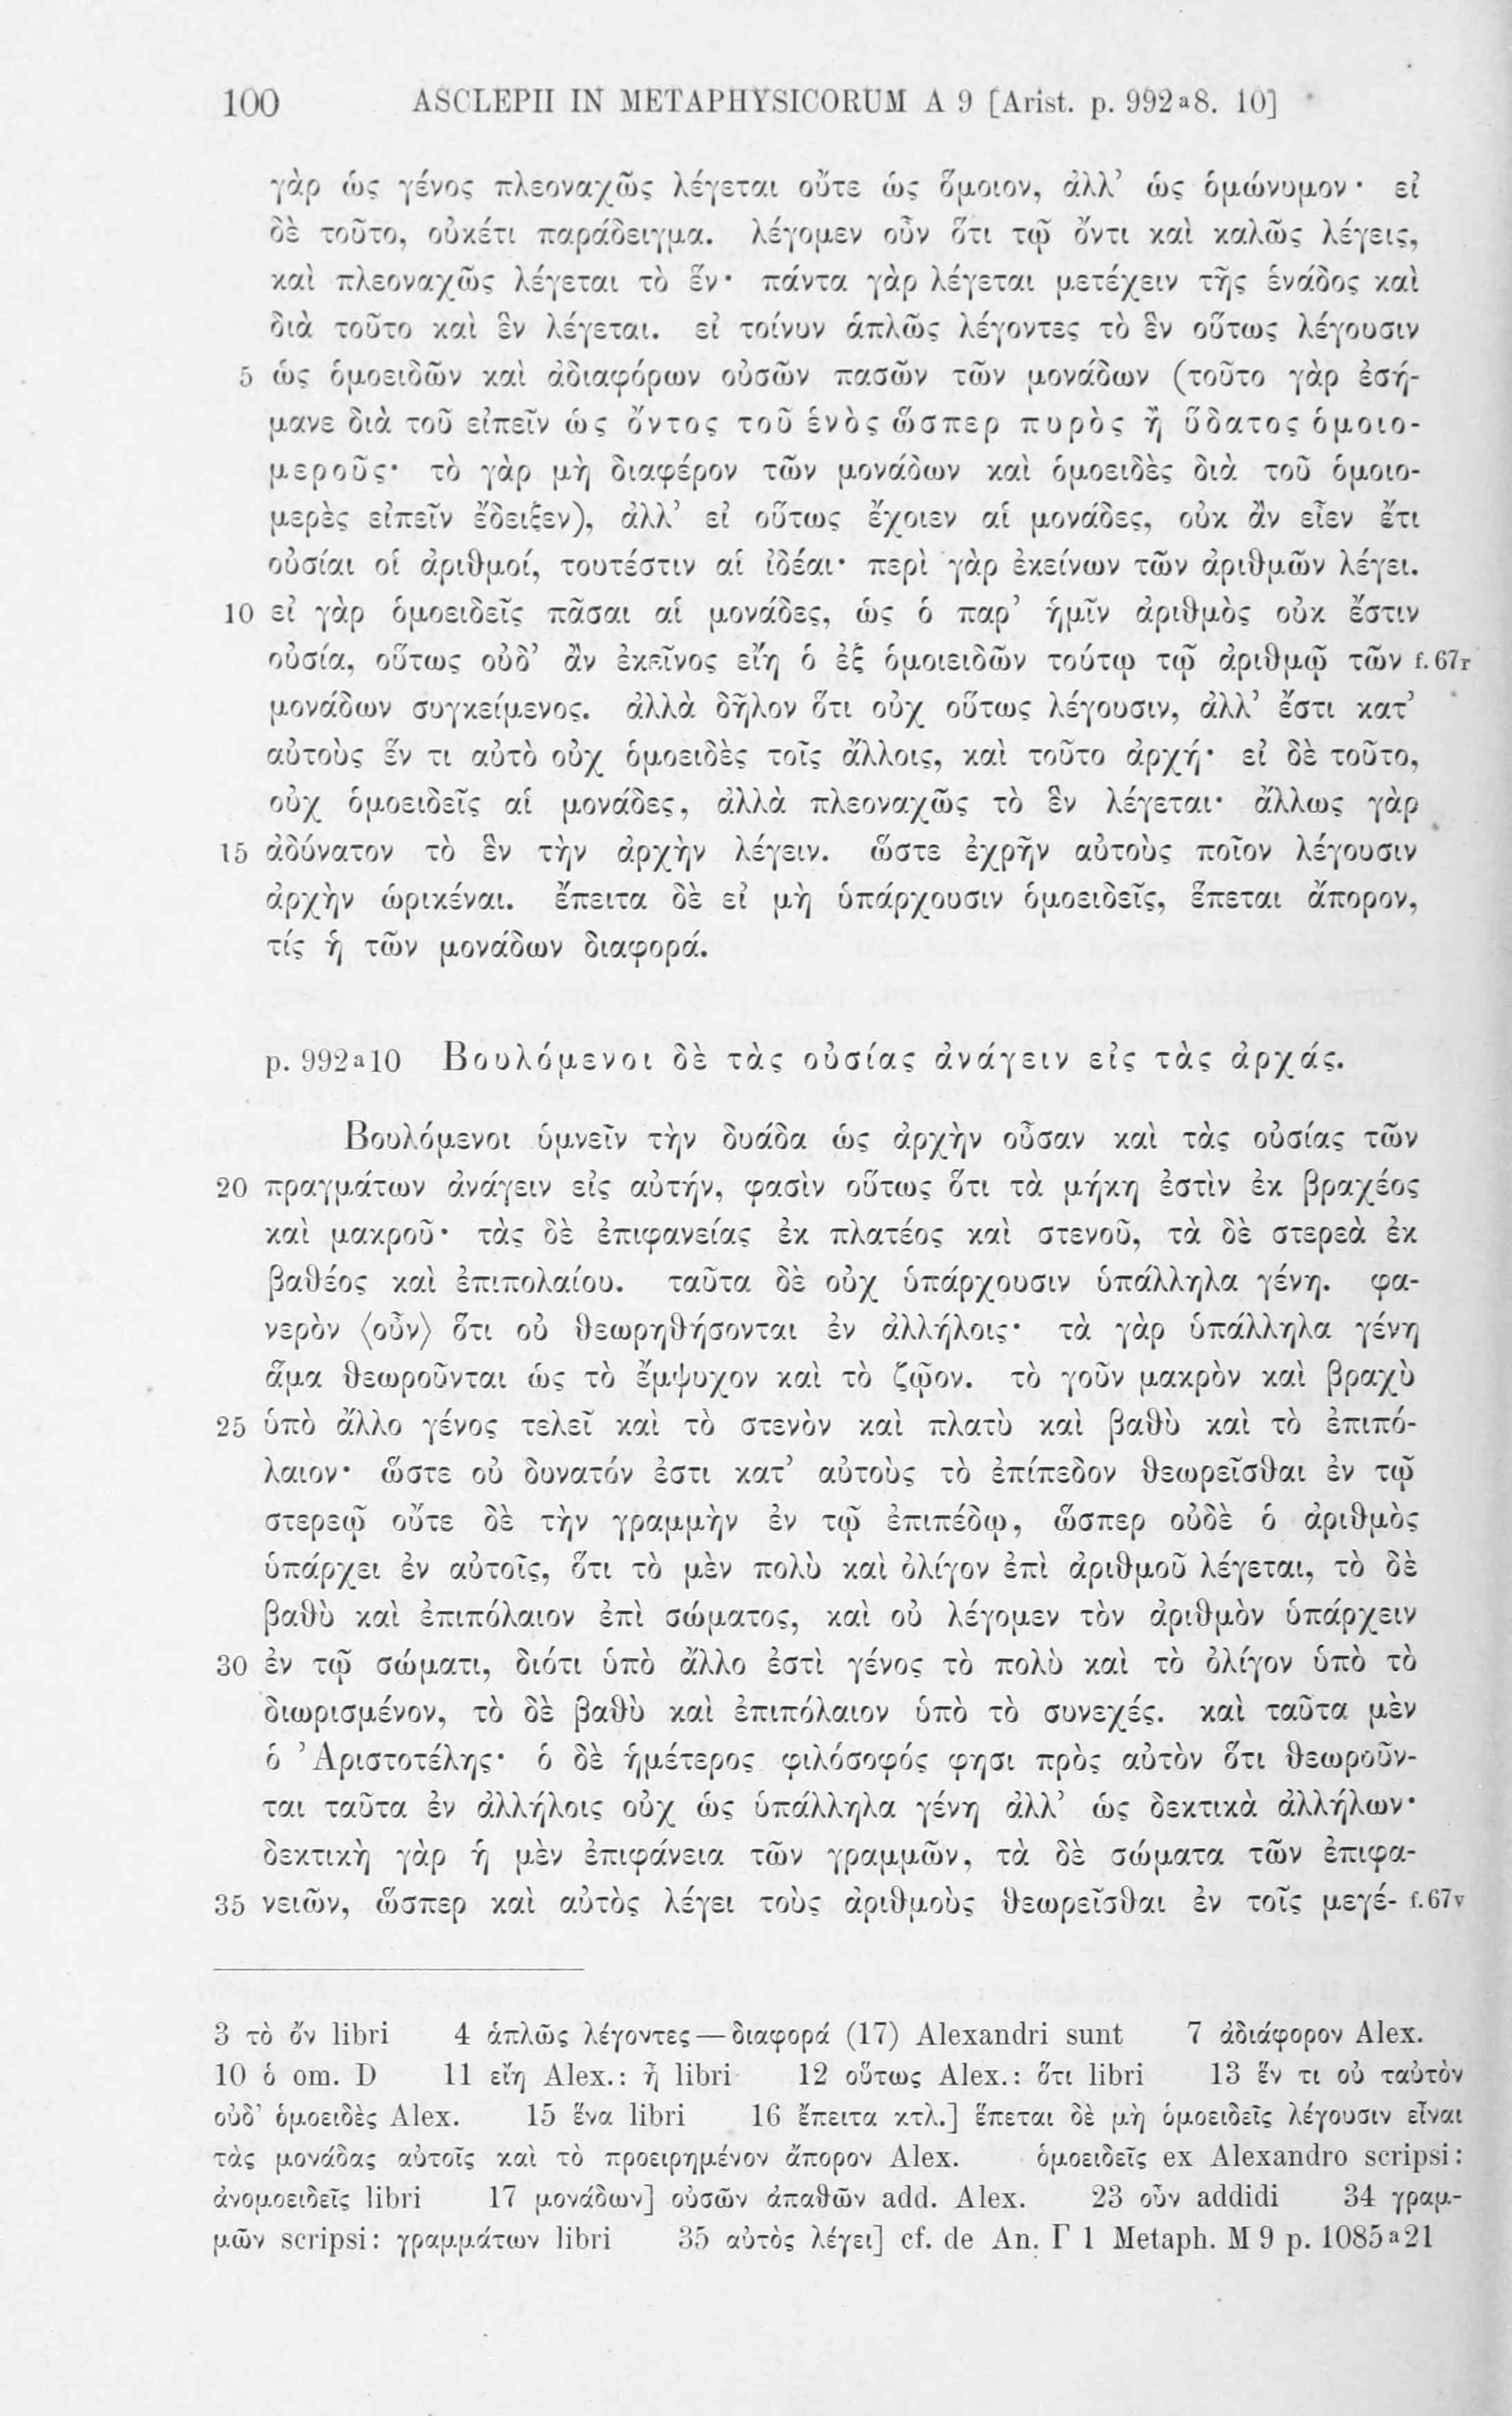 100 ASCLEPII IN METAPHYSICORUM A 9 [Arist. p. 992a8. 10]
γὰρ ὡς γένος πλεοναχῶς λέγεται οὔτε ὡς ὅμοιον, ἀλλ’ ὡς ὁμώνυμον· εἰ
δὲ τοῦτο, οὐκέτι παράδειγμα. λέγομεν οὖν ὅτι τῷ ὄντι καὶ καλῶς λέγεις,
καὶ πλεοναχῶς λέγεται τὸ ἕν· πάντα γὰρ λέγεται μετέχειν τῆς ἑνάδος καὶ
διὰ τοῦτο καὶ ἓν λέγεται. εἰ τοίνυν ἁπλῶς λέγοντες τὸ ἓν οὕτως λέγουσιν
5 ὡς ὁμοειδῶν καὶ ἀδιαφόρων οὐσῶν πασῶν τῶν μονάδων (τοῦτο γὰρ ἐσή-
μανε διὰ τοῦ εἰπεῖν ὡς ὄντος τοῦ ἑνὸς ὥσπερ πυρὸς ἢ ὕδατος ὁμοιο-
μεροῦς· τὸ γὰρ μὴ διαφέρον τῶν μονάδων καὶ ὁμοειδὲς διὰ τοῦ ὁμοιο-
μερὲς εἰπεῖν ἔδειξεν), ἀλλ’ εἰ οὕτως ἔχοιεν αἱ μονάδες, οὐκ ἂν εἶεν ἔτι
οὐσίαι οἱ ἀριθμοί, τουτέστιν αἱ ἰδέαι· περὶ γὰρ ἐκείνων τῶν ἀριθμῶν λέγει.
10 εἰ γὰρ ὁμοειδεῖς πᾶσαι αἱ μονάδες, ὡς ὁ παρ’ ἡμῖν ἀριθμὸς οὐκ ἔστιν
οὐσία, οὕτως οὐδ’ ἂν ἐκεῖνος εἴη ὁ ἐξ ὁμοιειδῶν τούτῳ τῷ ἀριθμῷ τῶν f. 67r
μονάδων συγκείμενος. ἀλλὰ δῆλον ὅτι οὐχ οὕτως λέγουσιν, ἀλλ’ ἔστι κατ’
αὐτοὺς ἕν τι αὐτὸ οὐχ ὁμοειδὲς τοῖς ἄλλοις, καὶ τοῦτο ἀρχή· εἰ δὲ τοῦτο,
οὐχ ὁμοειδεῖς αἱ μονάδες, ἀλλὰ πλεοναχῶς τὸ ἓν λέγεται· ἄλλως γὰρ
15 ἀδύνατον τὸ ἓν τὴν ἀρχὴν λέγειν. ὥστε ἐχρῆν αὐτοὺς ποῖον λέγουσιν
ἀρχὴν ὡρικέναι. ἔπειτα δὲ εἰ μὴ ὑπάρχουσιν ὁμοειδεῖς, ἕπεται ἄπορον,
τίς ἡ τῶν μονάδων διαφορά.
p. 992a10 Βουλόμενοι δὲ τὰς οὐσίας ἀνάγειν εἰς τὰς ἀρχάς.
Βουλόμενοι ὑμνεῖν τὴν δυάδα ὡς ἀρχὴν οὖσαν καὶ τὰς οὐσίας τῶν
20 πραγμάτων ἀνάγειν εἰς αὐτήν, φασὶν οὕτως ὅτι τὰ μήκη ἐστὶν ἐκ βραχέος
καὶ μακροῦ· τὰς δὲ ἐπιφανείας ἐκ πλατέος καὶ στενοῦ, τὰ δὲ στερεὰ ἐκ
βαθέος καὶ ἐπιπολαίου. ταῦτα δὲ οὐχ ὑπάρχουσιν ὑπάλληλα γένη. φα-
νερὸν ⟨οὖν⟩ ὅτι οὐ θεωρηθήσονται ἐν ἀλλήλοις· τὰ γὰρ ὑπάλληλα γένη
ἅμα θεωροῦνται ὡς τὸ ἔμψυχον καὶ τὸ ζῷον. τὸ γοῦν μακρὸν καὶ βραχὺ
25 ὑπὸ ἄλλο γένος τελεῖ καὶ τὸ στενὸν καὶ πλατὺ καὶ βαθὺ καὶ τὸ ἐπιπό-
λαιον· ὥστε οὐ δυνατόν ἐστι κατ’ αὐτοὺς τὸ ἐπίπεδον θεωρεῖσθαι ἐν τῷ
στερεῷ οὔτε δὲ τὴν γραμμὴν ἐν τῷ ἐπιπέδῳ, ὥσπερ οὐδὲ ὁ ἀριθμὸς
ὑπάρχει ἐν αὐτοῖς, ὅτι τὸ μὲν πολὺ καὶ ὀλίγον ἐπὶ ἀριθμοῦ λέγεται, τὸ δὲ
βαθὺ καὶ ἐπιπόλαιον ἐπὶ σώματος, καὶ οὐ λέγομεν τὸν ἀριθμὸν ὑπάρχειν
30 ἐν τῷ σώματι, διότι ὑπὸ ἄλλο ἐστὶ γένος τὸ πολὺ καὶ τὸ ὀλίγον ὑπὸ τὸ
διωρισμένον, τὸ δὲ βαθὺ καὶ ἐπιπόλαιον ὑπὸ τὸ συνεχές. καὶ ταῦτα μὲν
ὁ Ἀριστοτέλης· ὁ δὲ ἡμέτερος φιλόσοφός φησι πρὸς αὐτὸν ὅτι θεωροῦν-
ται ταῦτα ἐν ἀλλήλοις οὐχ ὡς ὑπάλληλα γένη ἀλλ’ ὡς δεκτικὰ ἀλλήλων·
δεκτικὴ γὰρ ἡ μὲν ἐπιφάνεια τῶν γραμμῶν, τὰ δὲ σώματα τῶν ἐπιφα-
35 νειῶν, ὥσπερ καὶ αὐτὸς λέγει τοὺς ἀριθμοὺς θεωρεῖσθαι ἐν τοῖς μεγέ- f. 67v
3 τὸ ὄν libri 4 ἁπλῶς λέγοντες — διαφορά (17) Alexandri sunt 7 ἀδιάφορον Alex.
10 ὁ om. D 11 εἴη Alex.: ἦ libri 12 οὕτως Alex.: ὅτι libri 13 ἕν τι οὐ ταὐτὸν
οὐδ’ ὁμοειδὲς Alex. 15 ἕνα libri 16 ἔπειτα κτλ.] ἕπεται δὲ μὴ ὁμοειδεῖς λέγουσιν εἶναι
τὰς μονάδας αὐτοῖς καὶ τὸ προειρημένον ἄπορον Alex. ὁμοειδεῖς ex Alexandro scripsi:
ἀνομοειδεῖς libri 17 μονάδων] οὐσῶν ἀπαθῶν add. Alex. 23 οὖν addidi 34 γραμ-
μῶν scripsi: γραμμάτων libri 35 αὐτὸς λέγει] cf. de An. Γ 1 Metaph. M 9 p. 1085a21